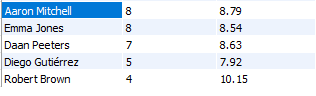 Aaron Mitchell 8 8.79
Emma Jones 8 8.54
Daan Peeters 7 8.63
Diego Gutiérrez 5 7.92
Robert Brown 4 10.15